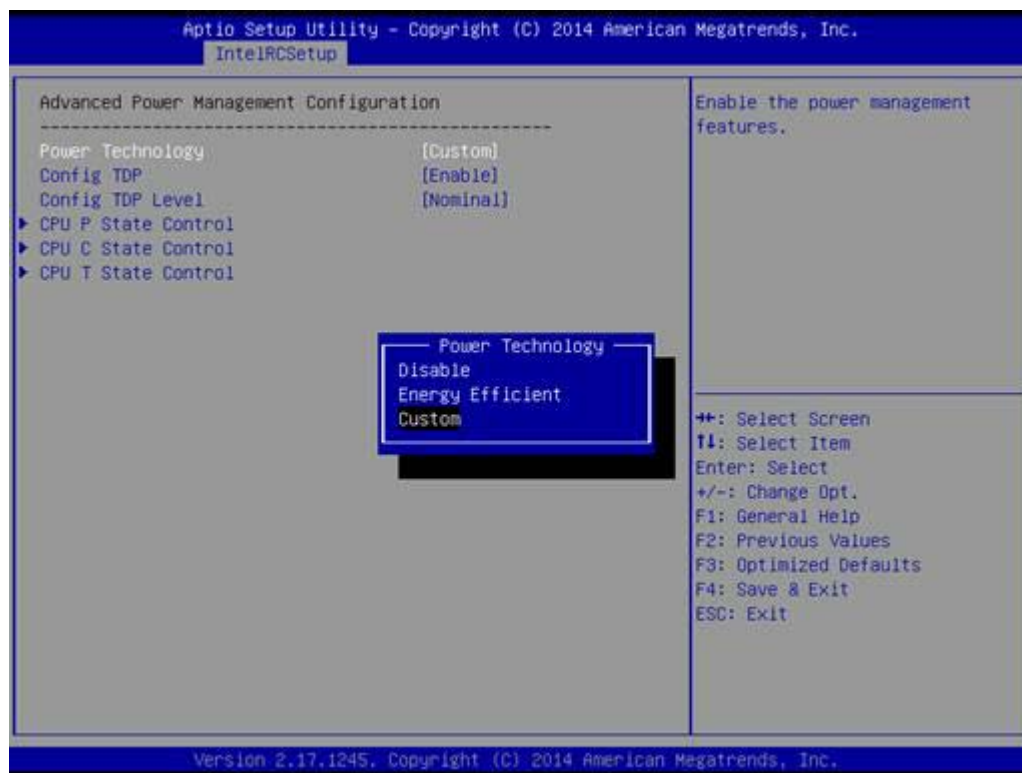 Aptio Setup Utility – Copyright (C) 2014 American Megatrends, Inc.
IntelRCSetup
Advanced Power Management Configuration
--------------------------------------------------
Power Technology [Custom]
Config TDP [Enable]
Config TDP Level [Nominal]
CPU P State Control
CPU C State Control
CPU T State Control
Power Technology
Disable
Energy Efficient
Custom
Enable the power management
features.
→←: Select Screen
↑↓: Select Item
Enter: Select
+/-: Change Opt.
F1: General Help
F2: Previous Values
F3: Optimized Defaults
F4: Save & Exit
ESC: Exit
Version 2.17.1245. Copyright (C) 2014 American Megatrends, Inc.